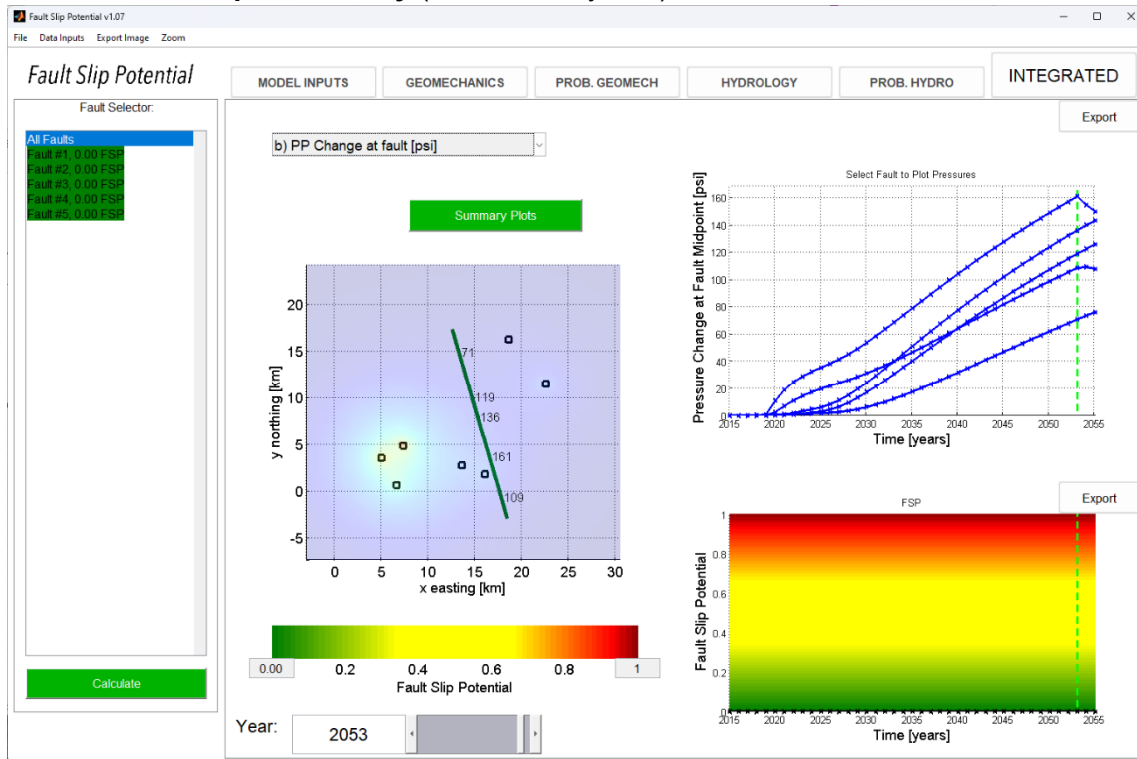 Fault Slip Potential v1.07
File Data Inputs Export Image Zoom
Fault Slip Potential
MODEL INPUTS
GEOMECHANICS
PROB. GEOMECH
HYDROLOGY
PROB. HYDRO
INTEGRATED
Fault Selector:
All Faults
Fault #1, 0.00 FSP
Fault #2, 0.00 FSP
Fault #3, 0.00 FSP
Fault #4, 0.00 FSP
Fault #5, 0.00 FSP
Calculate
Export
b) PP Change at fault [psi]
Summary Plots
y northing [km]
20
15
10
5
0
-5
71
119
136
161
109
0 5 10 15 20 25 30
x easting [km]
0.00 0.2 0.4 0.6 0.8 1
Fault Slip Potential
Year:
2053
Select Fault to Plot Pressures
Pressure Change at Fault Midpoint [psi]
160
140
120
100
80
60
40
20
0
2015 2020 2025 2030 2035 2040 2045 2050 2055
Time [years]
Export
FSP
Fault Slip Potential
1
0.8
0.6
0.4
0.2
0
2015 2020 2025 2030 2035 2040 2045 2050 2055
Time [years]